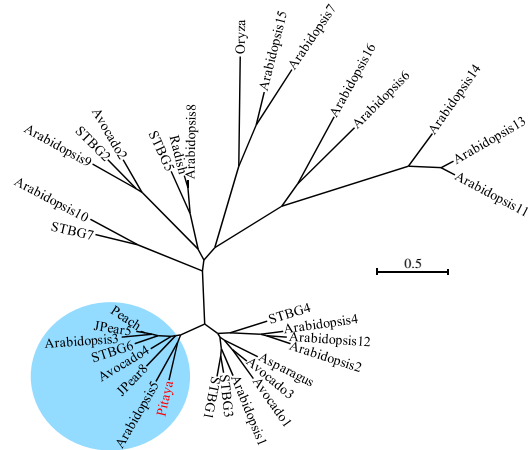 Oryza
Arabidopsis15
Arabidopsis7
Arabidopsis16
Arabidopsis6
Arabidopsis14
Arabidopsis13
Arabidopsis11
Arabidopsis8
Radish
STBG5
Avocado2
STBG2
Arabidopsis9
Arabidopsis10
STBG7
0.5
Peach
JPear5
Arabidopsis3
STBG6
Avocado4
JPear8
Arabidopsis5
Pitaya
STBG4
Arabidopsis4
Arabidopsis12
Arabidopsis2
Asparagus
Avocado3
Avocado1
Arabidopsis1
STBG3
STBG1